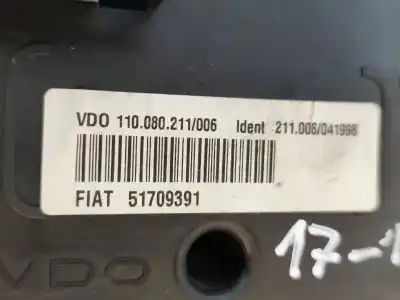 VDO 110.080.211/006 Ident 211.006/041998
FIAT 51709391
17-1
VDO